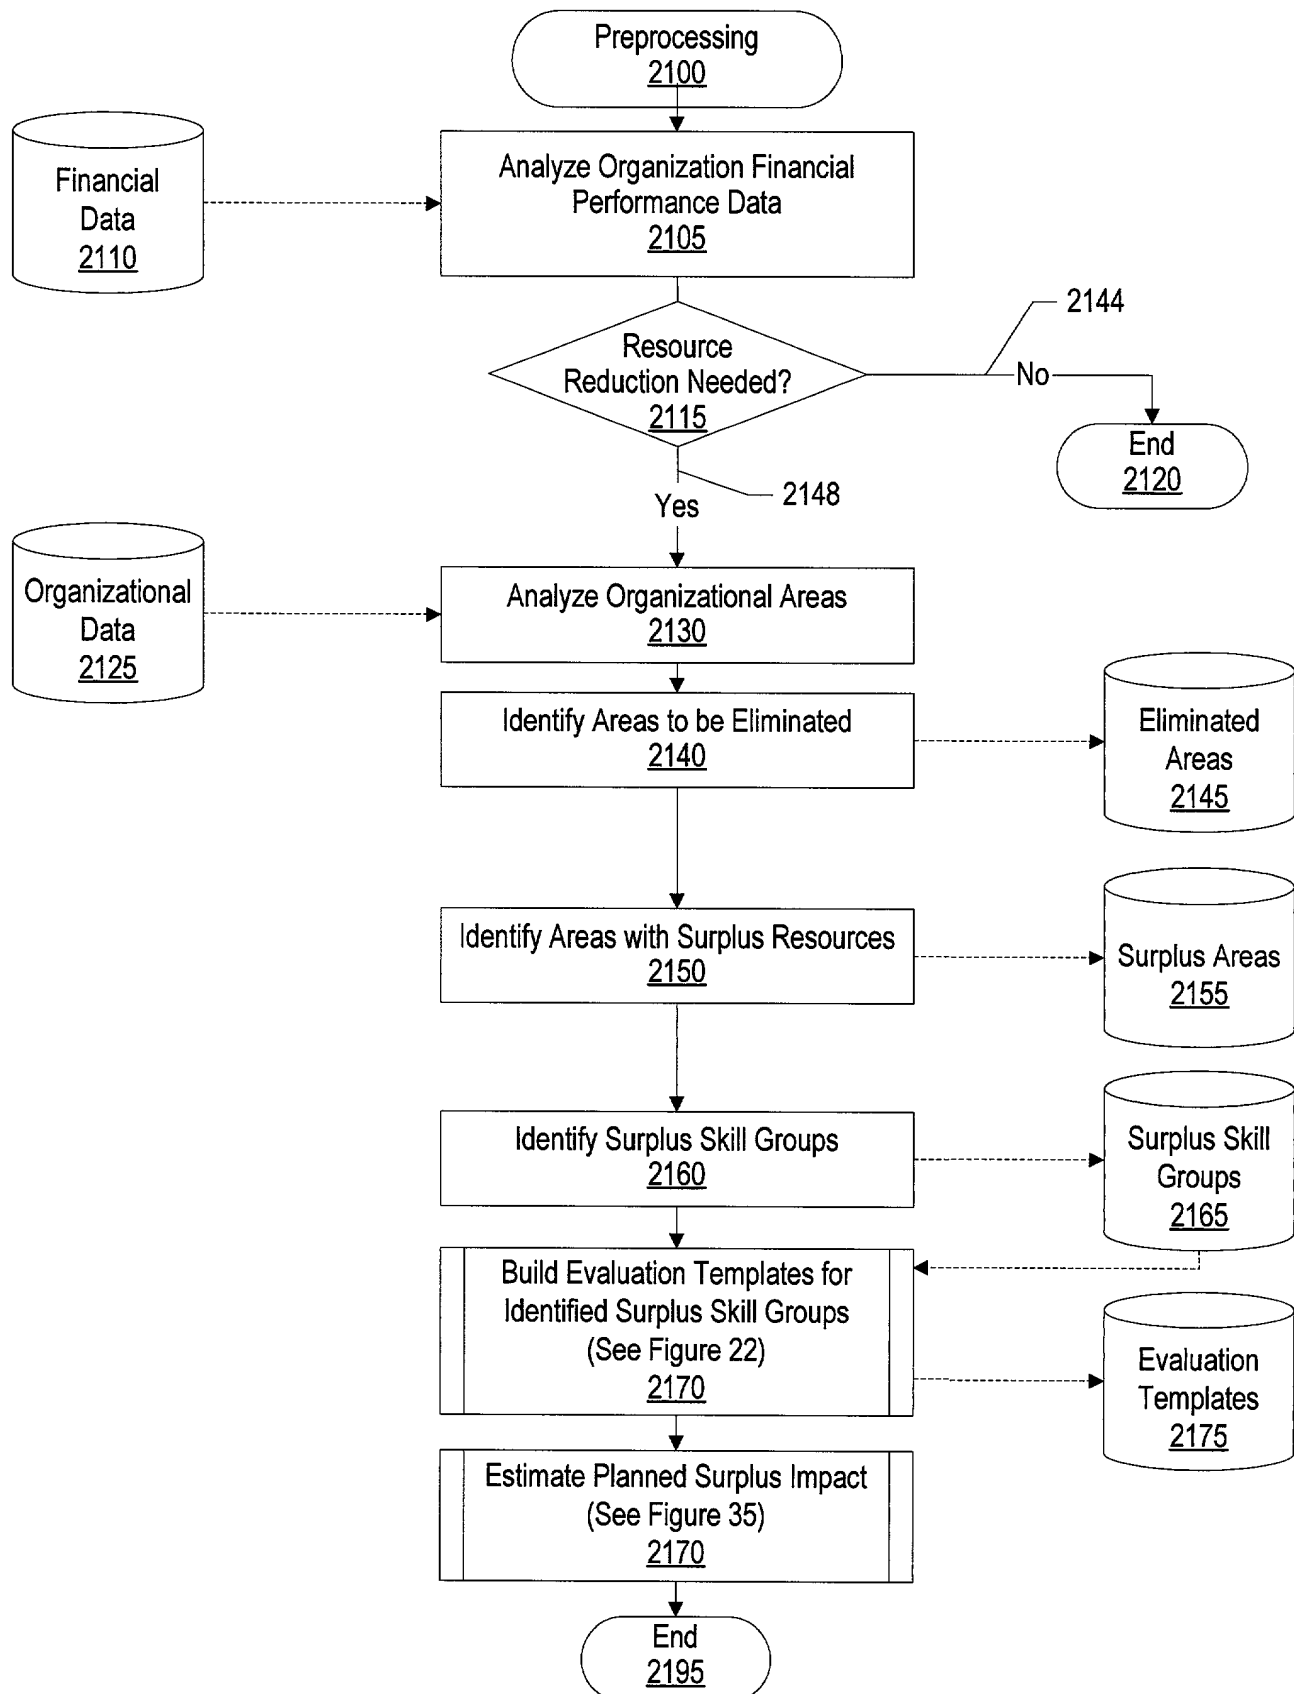 Preprocessing
2100
Financial
Data
2110
Analyze Organization Financial
Performance Data
2105
2144
Resource
Reduction Needed?
2115
No
End
2120
2148
Yes
Organizational
Data
2125
Analyze Organizational Areas
2130
Identify Areas to be Eliminated
2140
Eliminated
Areas
2145
Identify Areas with Surplus Resources
2150
Surplus Areas
2155
Identify Surplus Skill Groups
2160
Surplus Skill
Groups
2165
Build Evaluation Templates for
Identified Surplus Skill Groups
(See Figure 22)
2170
Evaluation
Templates
2175
Estimate Planned Surplus Impact
(See Figure 35)
2170
End
2195